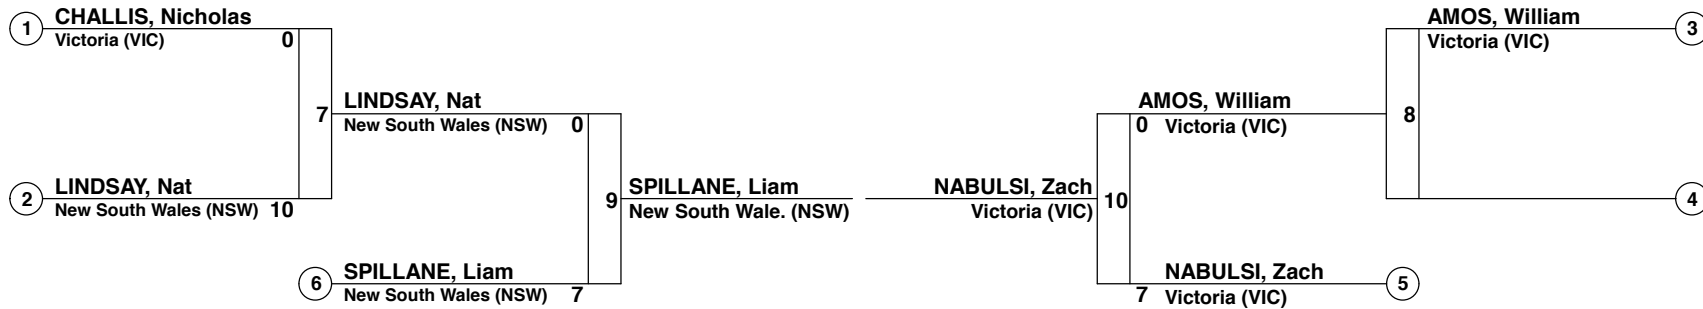 1 CHALLIS, Nicholas
Victoria (VIC) 0
7
2 LINDSAY, Nat
New South Wales (NSW) 10
LINDSAY, Nat
New South Wales (NSW) 0
9
6 SPILLANE, Liam
New South Wales (NSW) 7
SPILLANE, Liam
New South Wale. (NSW)
NABULSI, Zach
Victoria (VIC)
10
AMOS, William
0 Victoria (VIC)
NABULSI, Zach 5
7 Victoria (VIC)
8
AMOS, William 3
Victoria (VIC)
4